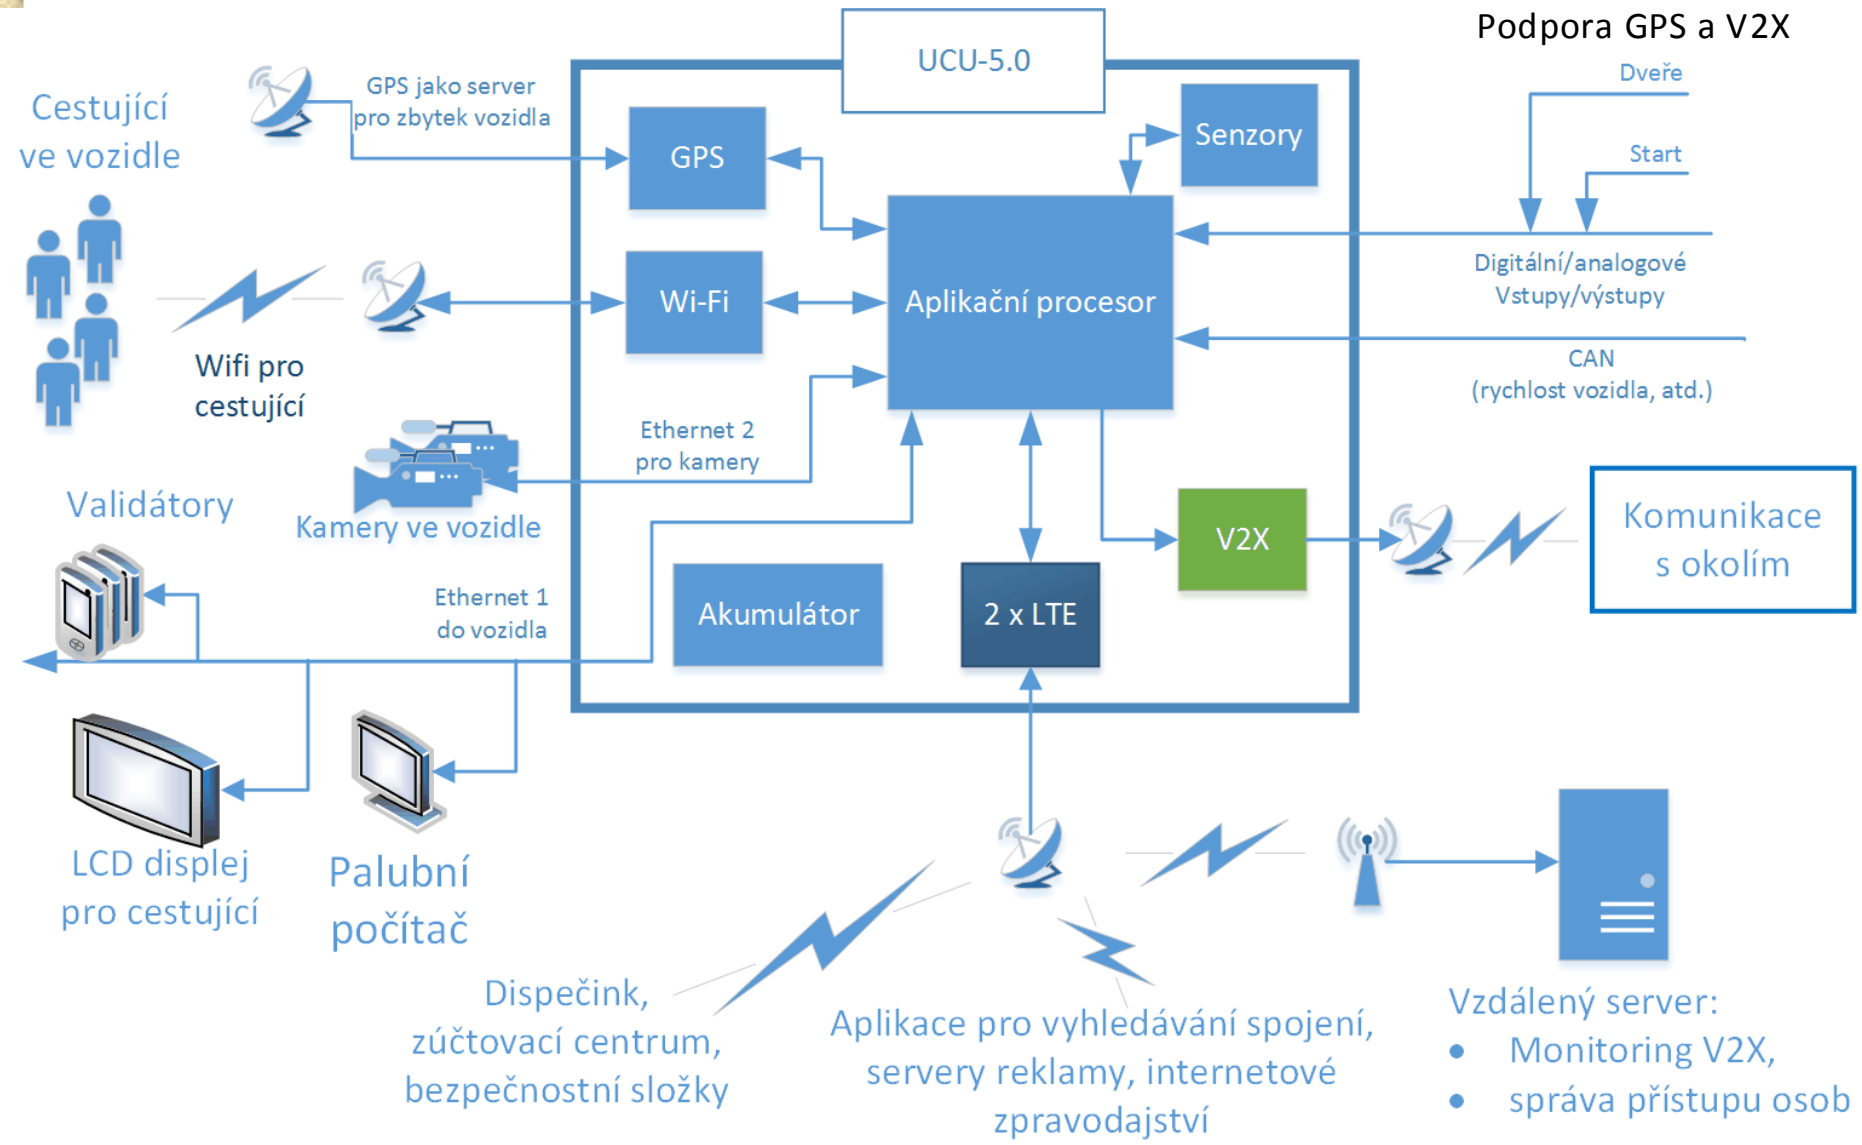 Podpora GPS a V2X
UCU-5.0
Dveře
Start
GPS jako server
pro zbytek vozidla
Cestující
ve vozidle
GPS
Senzory
Digitální/analogové
Vstupy/výstupy
Wi-Fi
Aplikační procesor
Wifi pro
cestující
CAN
(rychlost vozidla, atd.)
Ethernet 2
pro kamery
Kamery ve vozidle
Validátory
V2X
Komunikace
s okolím
Ethernet 1
do vozidla
Akumulátor
2 x LTE
LCD displej
pro cestující
Palubní
počítač
Dispečink,
zúčtovací centrum,
bezpečnostní složky
Aplikace pro vyhledávání spojení,
servery reklamy, internetové
zpravodajství
Vzdálený server:
• Monitoring V2X,
• správa přístupu osob